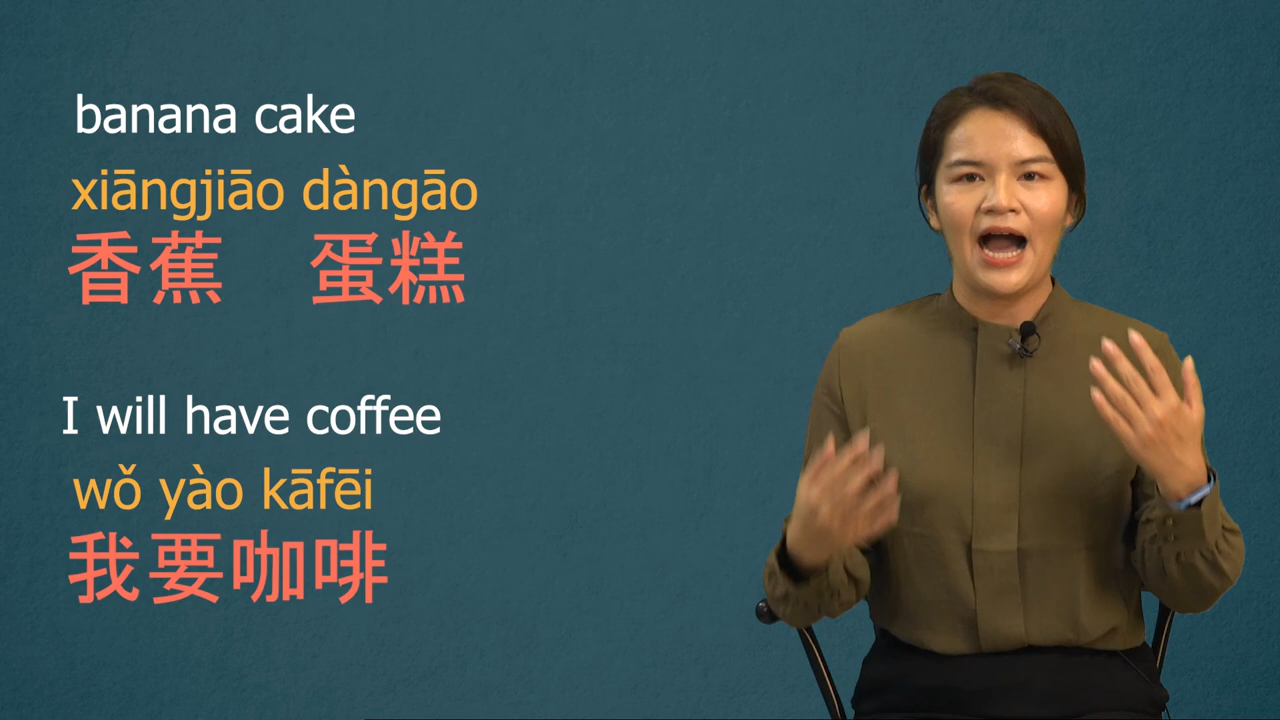 banana cake
xiāngjiāo dàngāo
香蕉 蛋糕
I will have coffee
wǒ yào kāfēi
我要咖啡